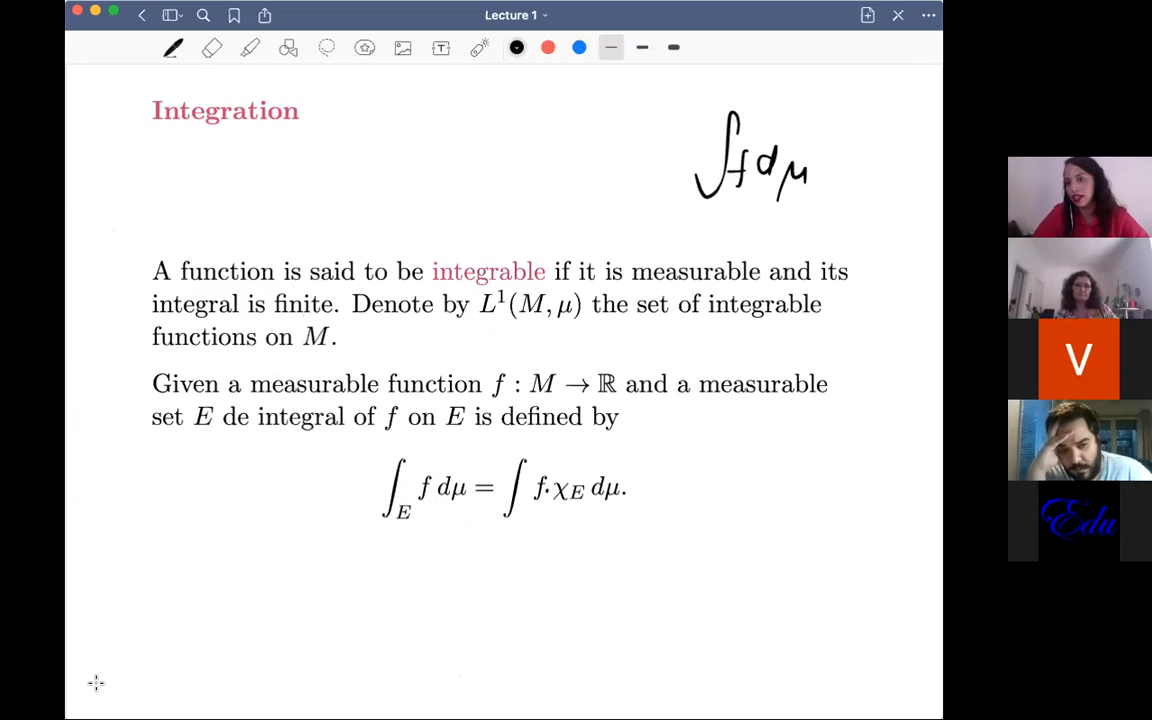 Lecture 1
Integration
∫f dμ
A function is said to be integrable if it is measurable and its
integral is finite. Denote by L¹(M, μ) the set of integrable
functions on M.
Given a measurable function f : M → ℝ and a measurable
set E de integral of f on E is defined by
∫_E f dμ = ∫ f·χ_E dμ.
V
Edu